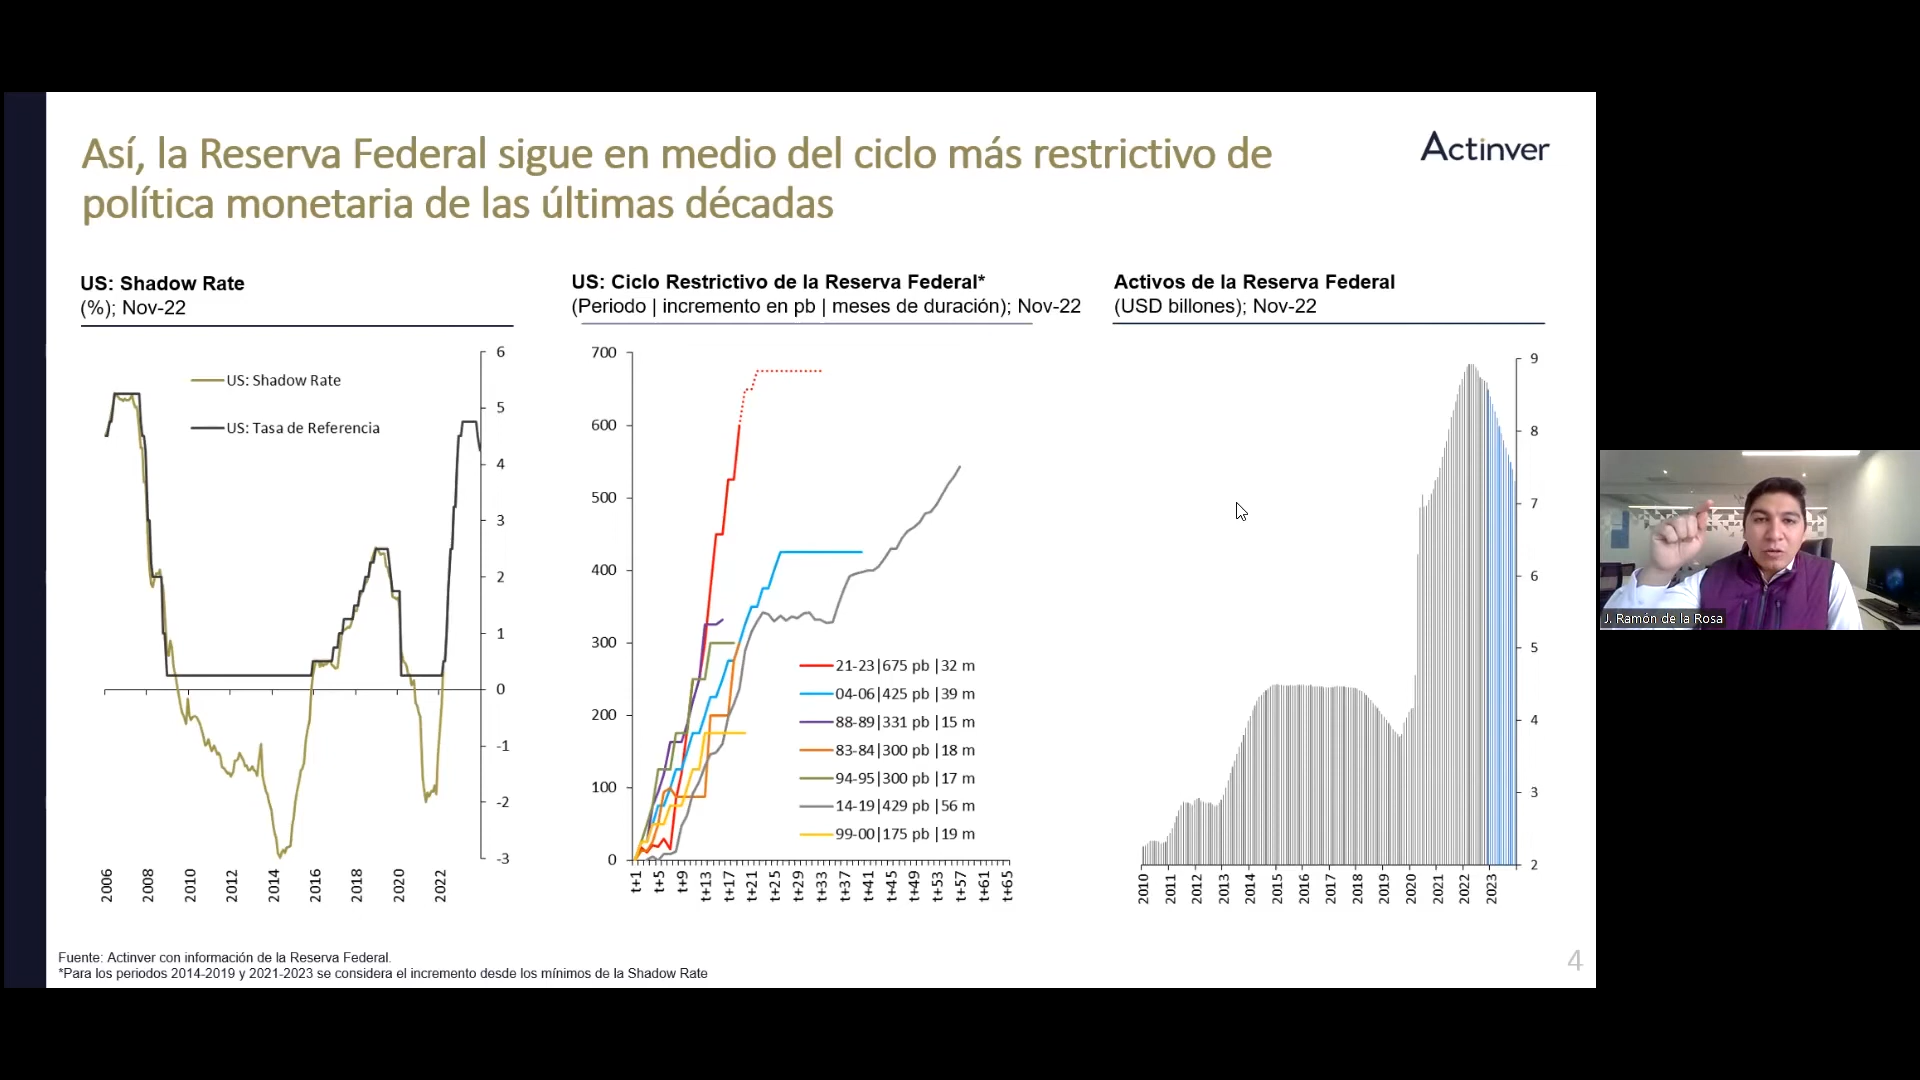 Así, la Reserva Federal sigue en medio del ciclo más restrictivo de
política monetaria de las últimas décadas
Actinver
US: Shadow Rate
(%); Nov-22
US: Shadow Rate
US: Tasa de Referencia
6
5
4
3
2
1
0
-1
-2
-3
2006
2008
2010
2012
2014
2016
2018
2020
2022
US: Ciclo Restrictivo de la Reserva Federal*
(Periodo | incremento en pb | meses de duración); Nov-22
700
600
500
400
300
200
100
0
21-23|675 pb |32 m
04-06|425 pb |39 m
88-89|331 pb |15 m
83-84|300 pb |18 m
94-95|300 pb |17 m
14-19|429 pb |56 m
99-00|175 pb |19 m
t+1
t+5
t+9
t+13
t+17
t+21
t+25
t+29
t+33
t+37
t+41
t+45
t+49
t+53
t+57
t+61
t+65
Activos de la Reserva Federal
(USD billones); Nov-22
9
8
7
6
5
4
3
2
2010
2011
2012
2013
2014
2015
2016
2017
2018
2019
2020
2021
2022
2023
J. Ramón de la Rosa
Fuente: Actinver con información de la Reserva Federal.
*Para los periodos 2014-2019 y 2021-2023 se considera el incremento desde los mínimos de la Shadow Rate
4